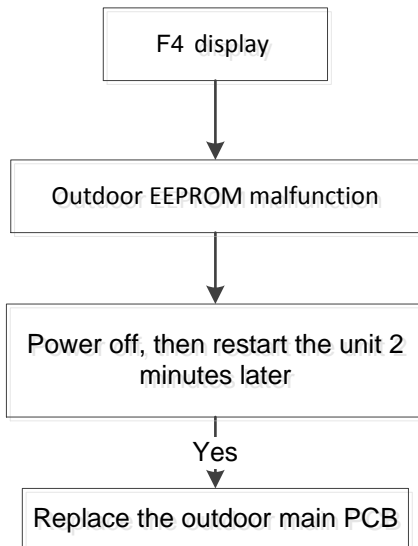 F4 display
Outdoor EEPROM malfunction
Power off, then restart the unit 2
minutes later
Yes
Replace the outdoor main PCB